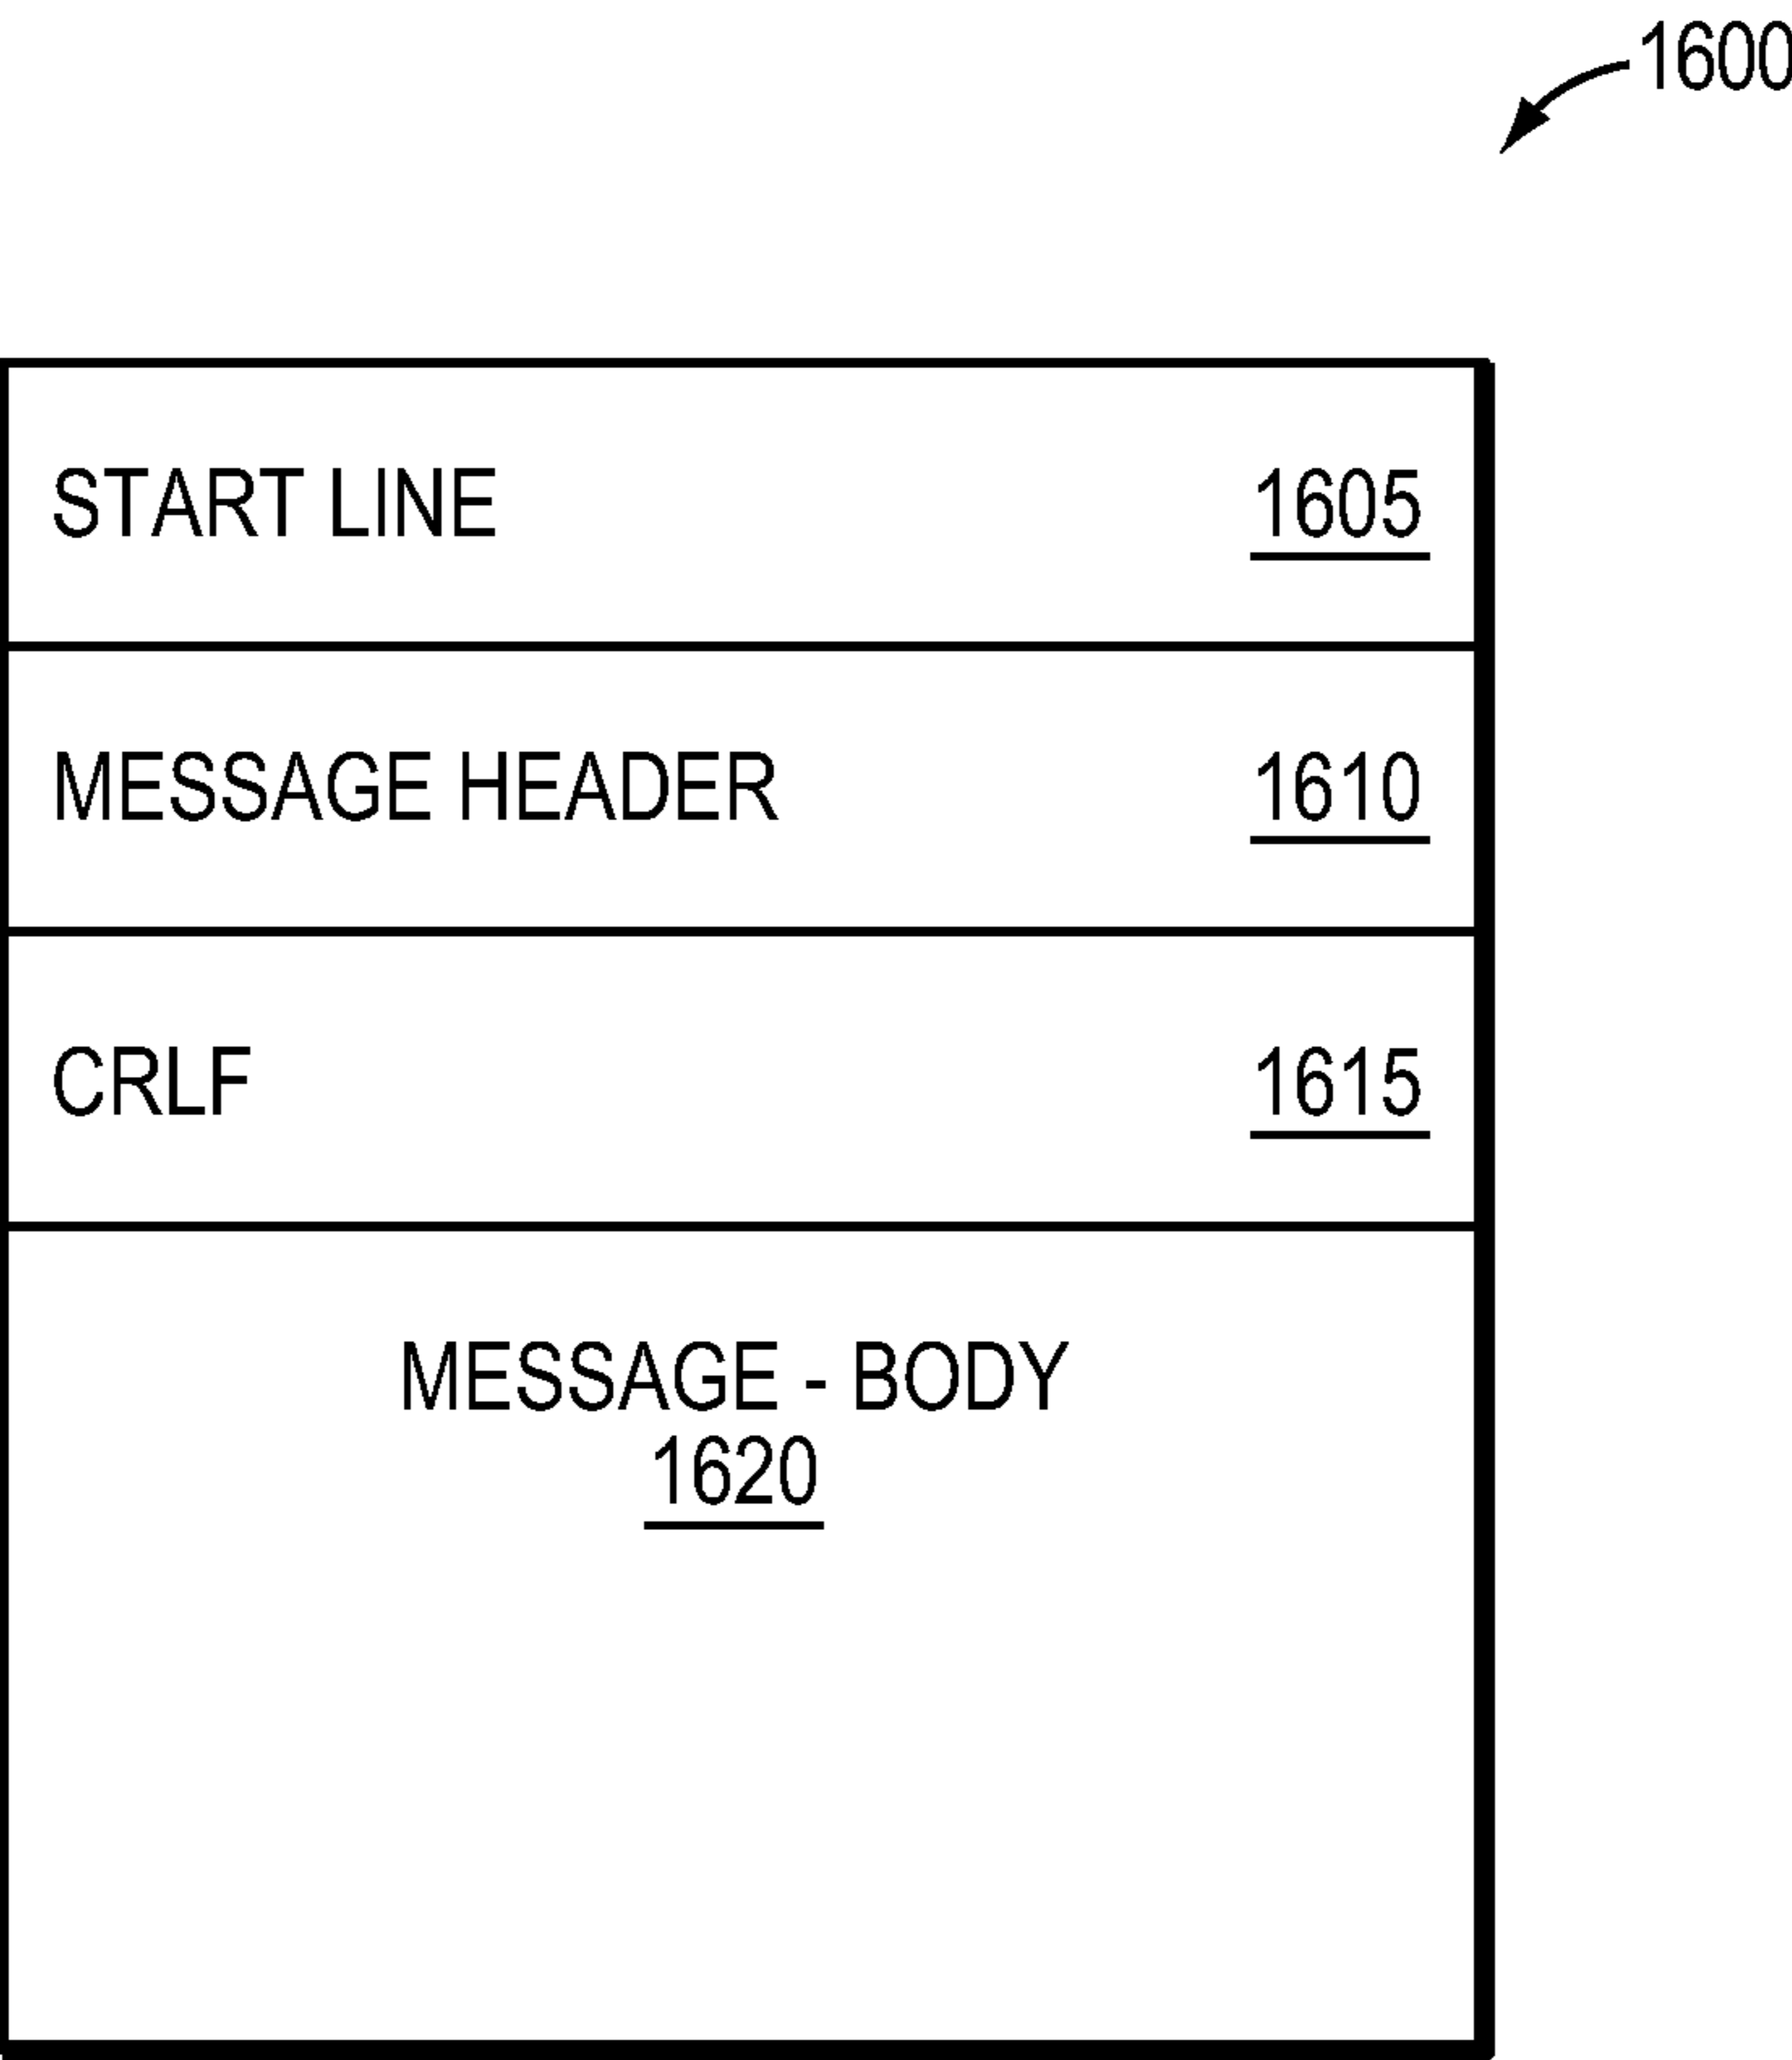 1600
START LINE 1605
MESSAGE HEADER 1610
CRLF 1615
MESSAGE - BODY
1620